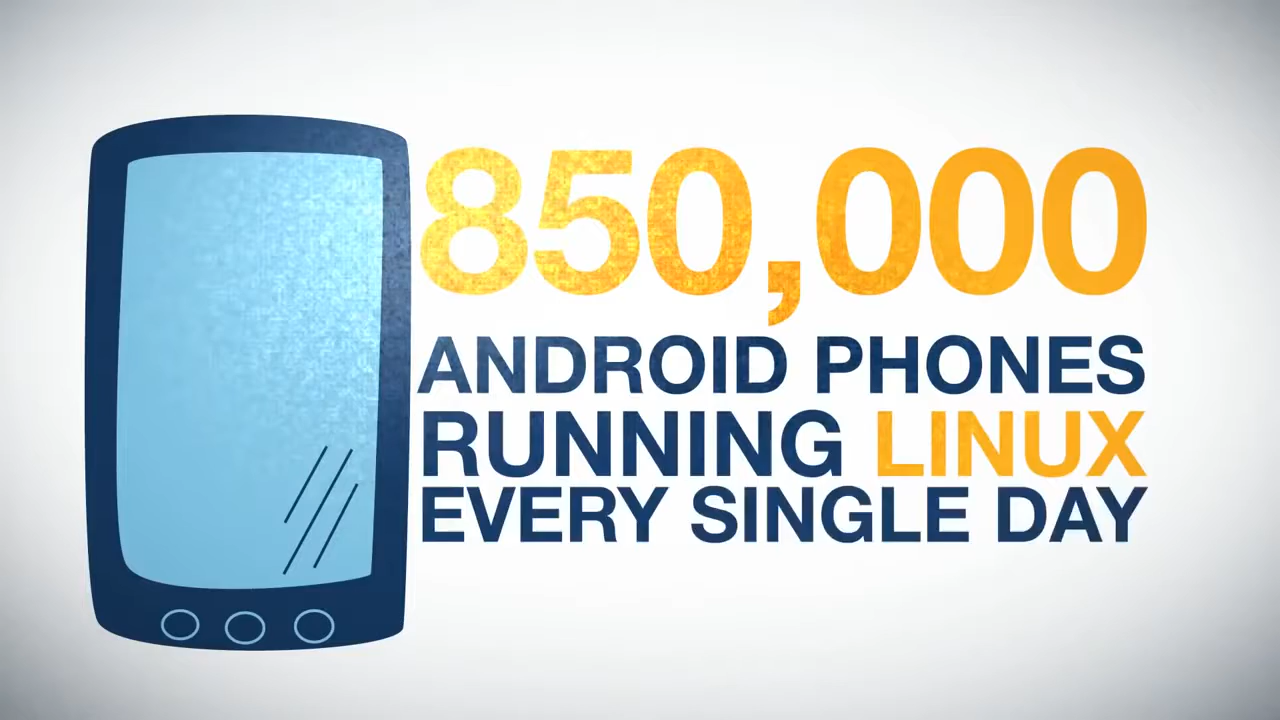 850,000
ANDROID PHONES
RUNNING LINUX
EVERY SINGLE DAY